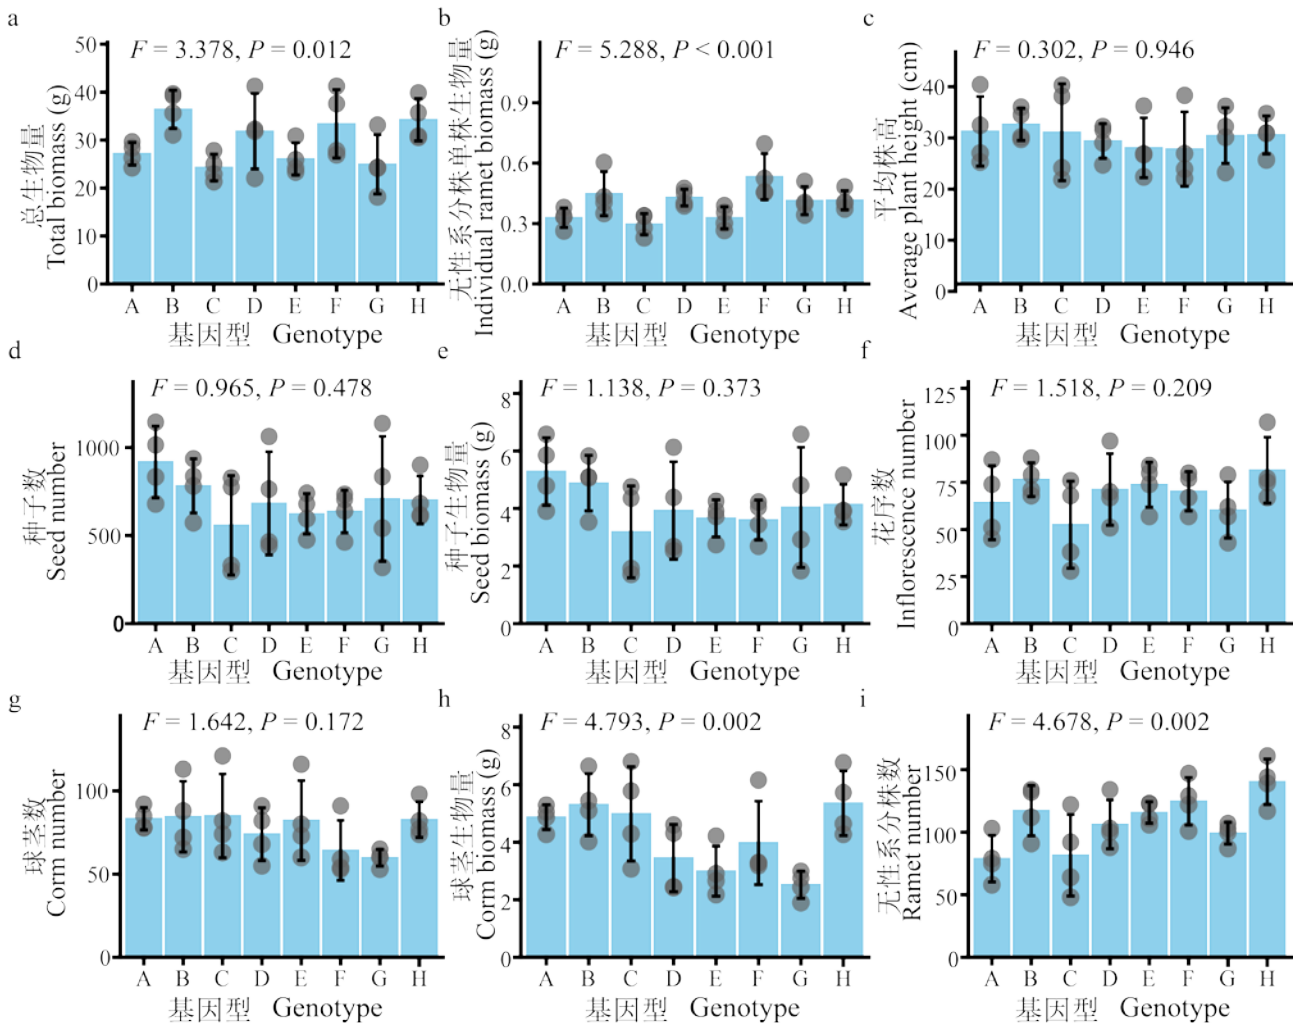 a
F = 3.378, P = 0.012
总生物量
Total biomass (g)
50
40
30
20
10
0
A B C D E F G H
基因型 Genotype
b
F = 5.288, P < 0.001
无性系分株单株生物量
Individual ramet biomass (g)
0.9
0.6
0.3
0.0
A B C D E F G H
基因型 Genotype
c
F = 0.302, P = 0.946
平均株高
Average plant height (cm)
40
30
20
10
0
A B C D E F G H
基因型 Genotype
d
F = 0.965, P = 0.478
种子数
Seed number
1000
500
0
A B C D E F G H
基因型 Genotype
e
F = 1.138, P = 0.373
种子生物量
Seed biomass (g)
8
6
4
2
0
A B C D E F G H
基因型 Genotype
f
F = 1.518, P = 0.209
花序数
Inflorescence number
125
100
75
50
25
0
A B C D E F G H
基因型 Genotype
g
F = 1.642, P = 0.172
球茎数
Corm number
100
50
0
A B C D E F G H
基因型 Genotype
h
F = 4.793, P = 0.002
球茎生物量
Corm biomass (g)
8
6
4
2
0
A B C D E F G H
基因型 Genotype
i
F = 4.678, P = 0.002
无性系分株数
Ramet number
150
100
50
0
A B C D E F G H
基因型 Genotype